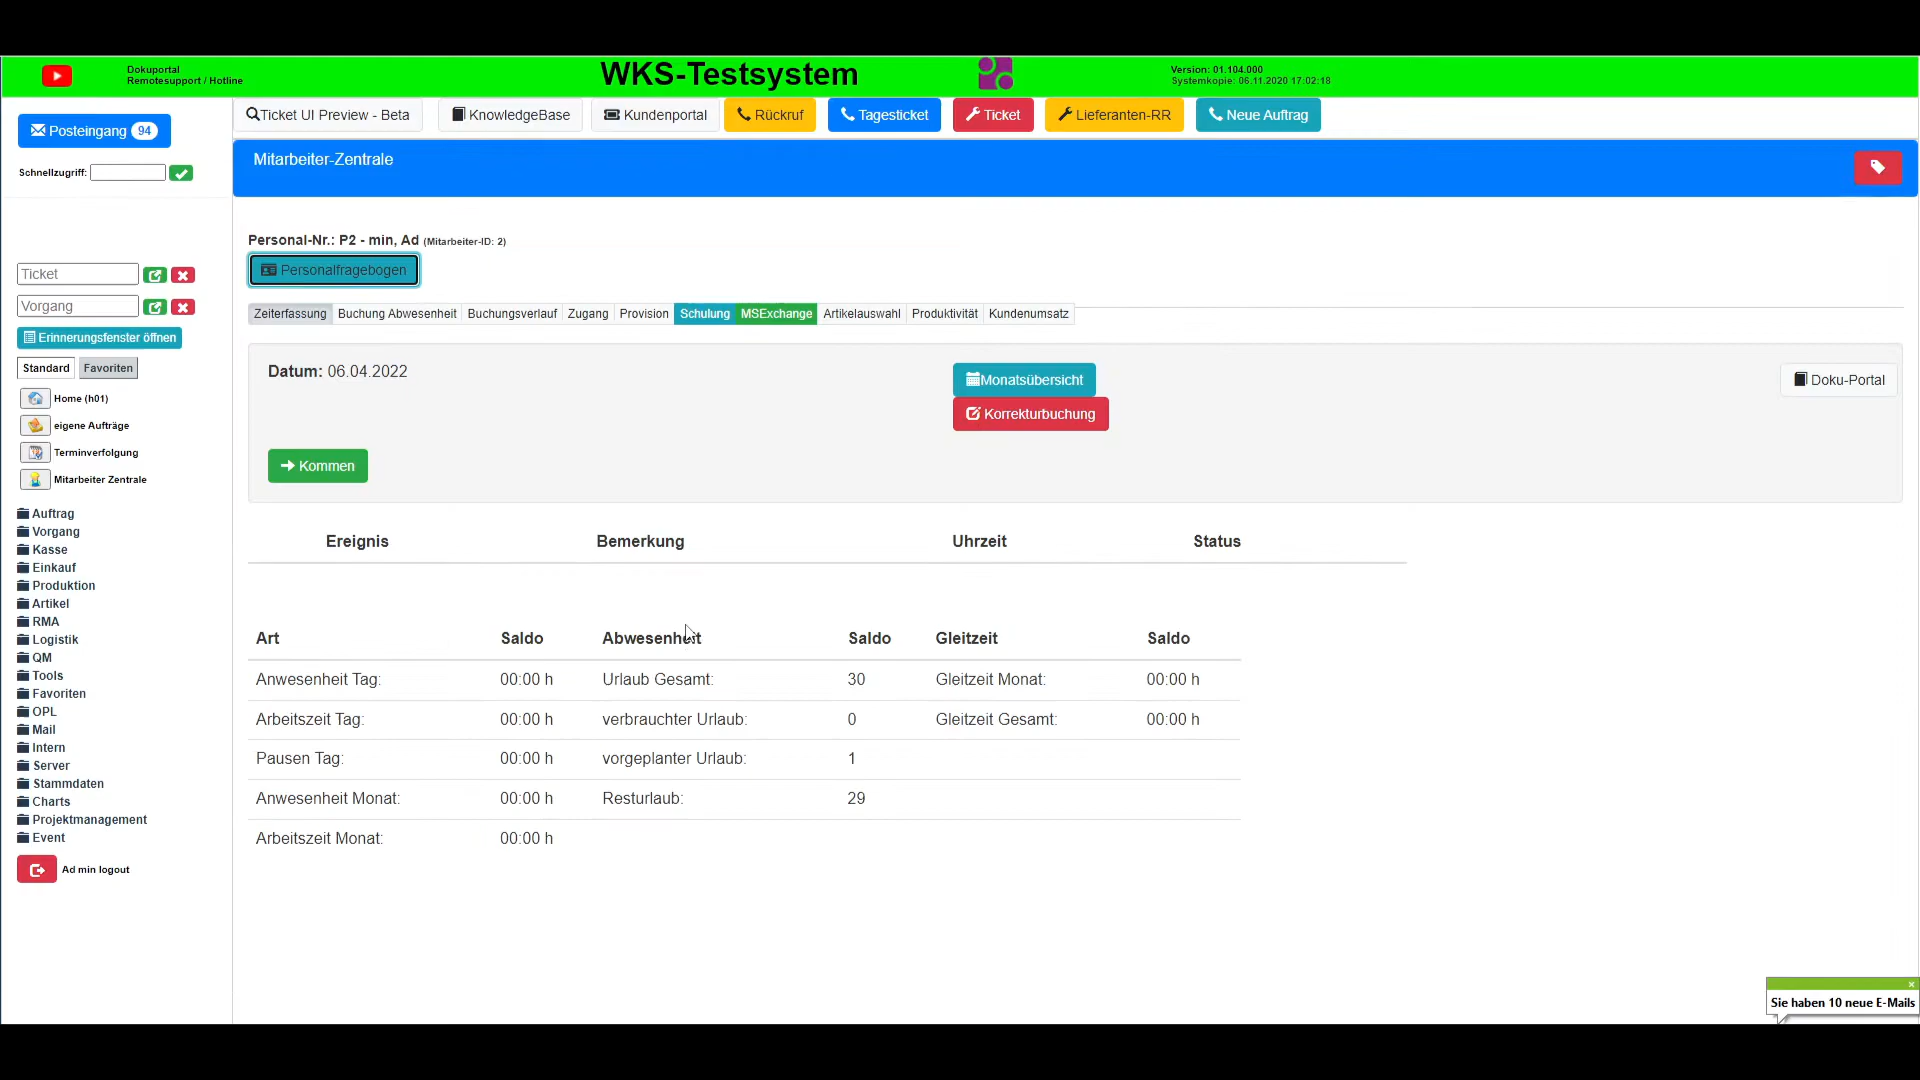 Dokuportal
Remotesupport / Hotline
WKS-Testsystem
Version: 01.104.000
Systemkopie: 06.11.2020 17:02:18
Posteingang 94
Ticket UI Preview - Beta
KnowledgeBase
Kundenportal
Rückruf
Tagesticket
Ticket
Lieferanten-RR
Neue Auftrag
Schnellzugriff:
Mitarbeiter-Zentrale
Personal-Nr.: P2 - min, Ad (Mitarbeiter-ID: 2)
Personalfragebogen
Ticket
Vorgang
Erinnerungsfenster öffnen
Standard
Favoriten
Home (h01)
eigene Aufträge
Terminverfolgung
Mitarbeiter Zentrale
Auftrag
Vorgang
Kasse
Einkauf
Produktion
Artikel
RMA
Logistik
QM
Tools
Favoriten
OPL
Mail
Intern
Server
Stammdaten
Charts
Projektmanagement
Event
Ad min logout
Zeiterfassung
Buchung Abwesenheit
Buchungsverlauf
Zugang
Provision
Schulung
MSExchange
Artikelauswahl
Produktivität
Kundenumsatz
Datum: 06.04.2022
Monatsübersicht
Korrekturbuchung
Doku-Portal
Kommen
Ereignis Bemerkung Uhrzeit Status
Art Saldo Abwesenheit Saldo Gleitzeit Saldo
Anwesenheit Tag: 00:00 h Urlaub Gesamt: 30 Gleitzeit Monat: 00:00 h
Arbeitszeit Tag: 00:00 h verbrauchter Urlaub: 0 Gleitzeit Gesamt: 00:00 h
Pausen Tag: 00:00 h vorgeplanter Urlaub: 1
Anwesenheit Monat: 00:00 h Resturlaub: 29
Arbeitszeit Monat: 00:00 h
Sie haben 10 neue E-Mails